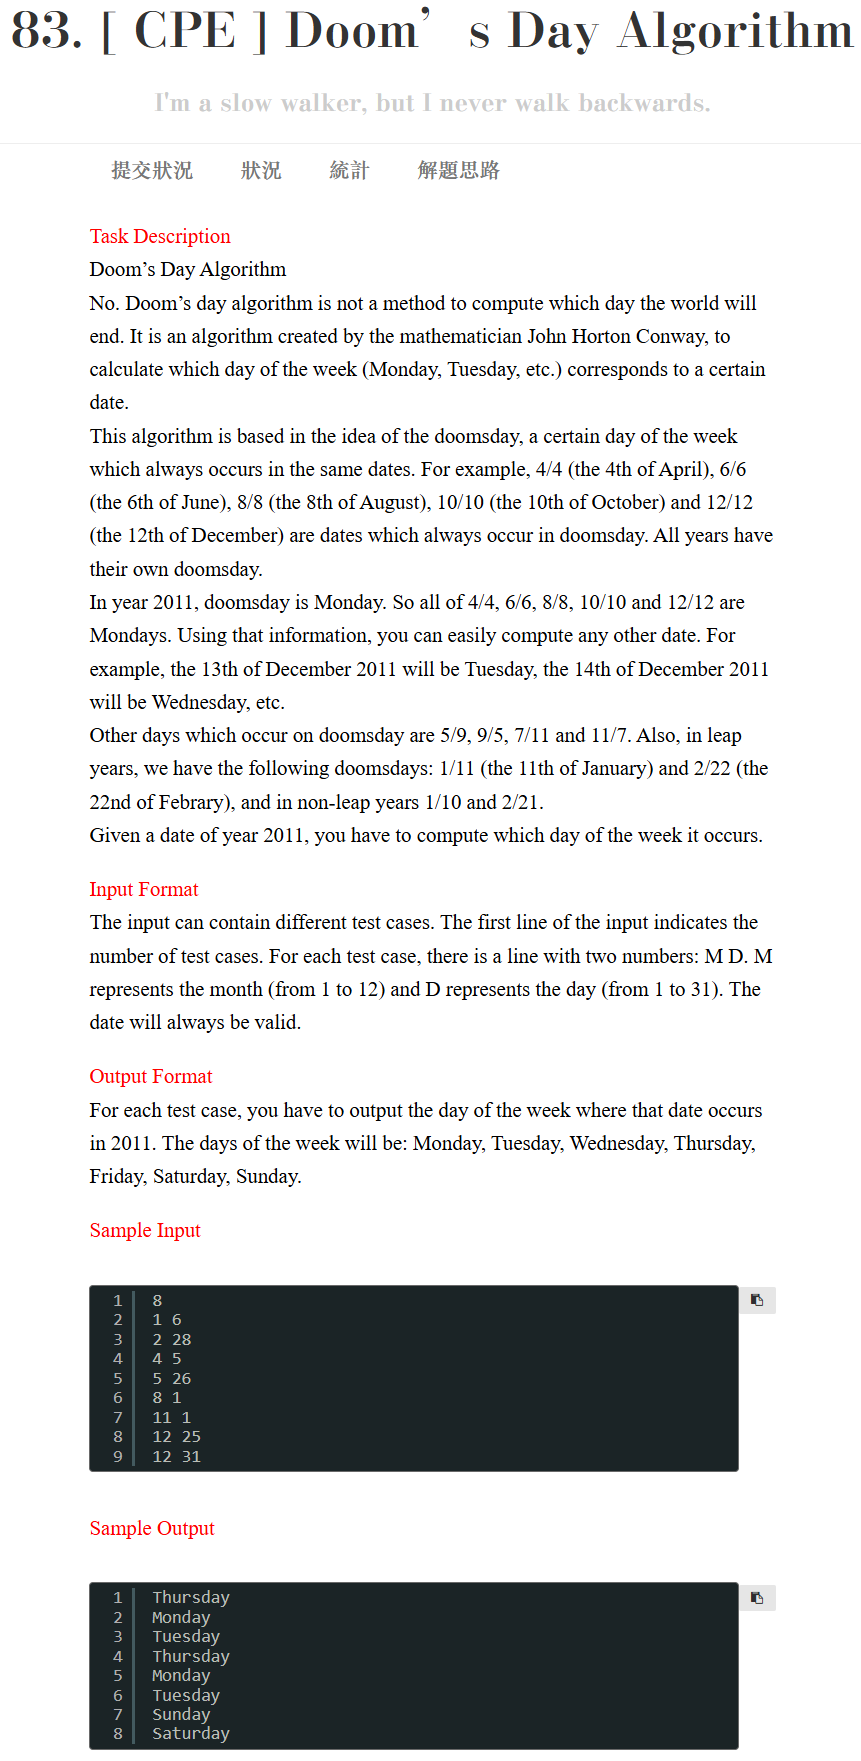 83. [ CPE ] Doom’s Day Algorithm
I'm a slow walker, but I never walk backwards.
提交狀況 狀況 統計 解題思路
Task Description
Doom’s Day Algorithm
No. Doom’s day algorithm is not a method to compute which day the world will
end. It is an algorithm created by the mathematician John Horton Conway, to
calculate which day of the week (Monday, Tuesday, etc.) corresponds to a certain
date.
This algorithm is based in the idea of the doomsday, a certain day of the week
which always occurs in the same dates. For example, 4/4 (the 4th of April), 6/6
(the 6th of June), 8/8 (the 8th of August), 10/10 (the 10th of October) and 12/12
(the 12th of December) are dates which always occur in doomsday. All years have
their own doomsday.
In year 2011, doomsday is Monday. So all of 4/4, 6/6, 8/8, 10/10 and 12/12 are
Mondays. Using that information, you can easily compute any other date. For
example, the 13th of December 2011 will be Tuesday, the 14th of December 2011
will be Wednesday, etc.
Other days which occur on doomsday are 5/9, 9/5, 7/11 and 11/7. Also, in leap
years, we have the following doomsdays: 1/11 (the 11th of January) and 2/22 (the
22nd of Febrary), and in non-leap years 1/10 and 2/21.
Given a date of year 2011, you have to compute which day of the week it occurs.
Input Format
The input can contain different test cases. The first line of the input indicates the
number of test cases. For each test case, there is a line with two numbers: M D. M
represents the month (from 1 to 12) and D represents the day (from 1 to 31). The
date will always be valid.
Output Format
For each test case, you have to output the day of the week where that date occurs
in 2011. The days of the week will be: Monday, Tuesday, Wednesday, Thursday,
Friday, Saturday, Sunday.
Sample Input
1 8
2 1 6
3 2 28
4 4 5
5 5 26
6 8 1
7 11 1
8 12 25
9 12 31
Sample Output
1 Thursday
2 Monday
3 Tuesday
4 Thursday
5 Monday
6 Tuesday
7 Sunday
8 Saturday